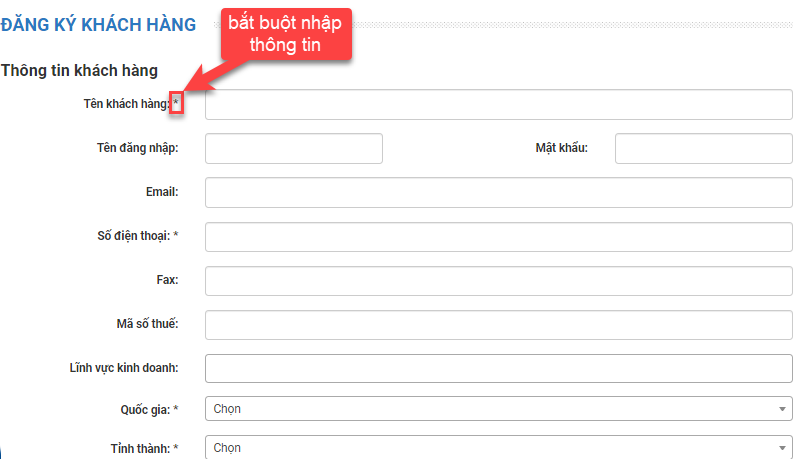 ĐĂNG KÝ KHÁCH HÀNG
bắt buột nhập
thông tin
Thông tin khách hàng
Tên khách hàng: *
Tên đăng nhập: Mật khẩu:
Email:
Số điện thoại: *
Fax:
Mã số thuế:
Lĩnh vực kinh doanh:
Quốc gia: * Chọn
Tỉnh thành: * Chọn